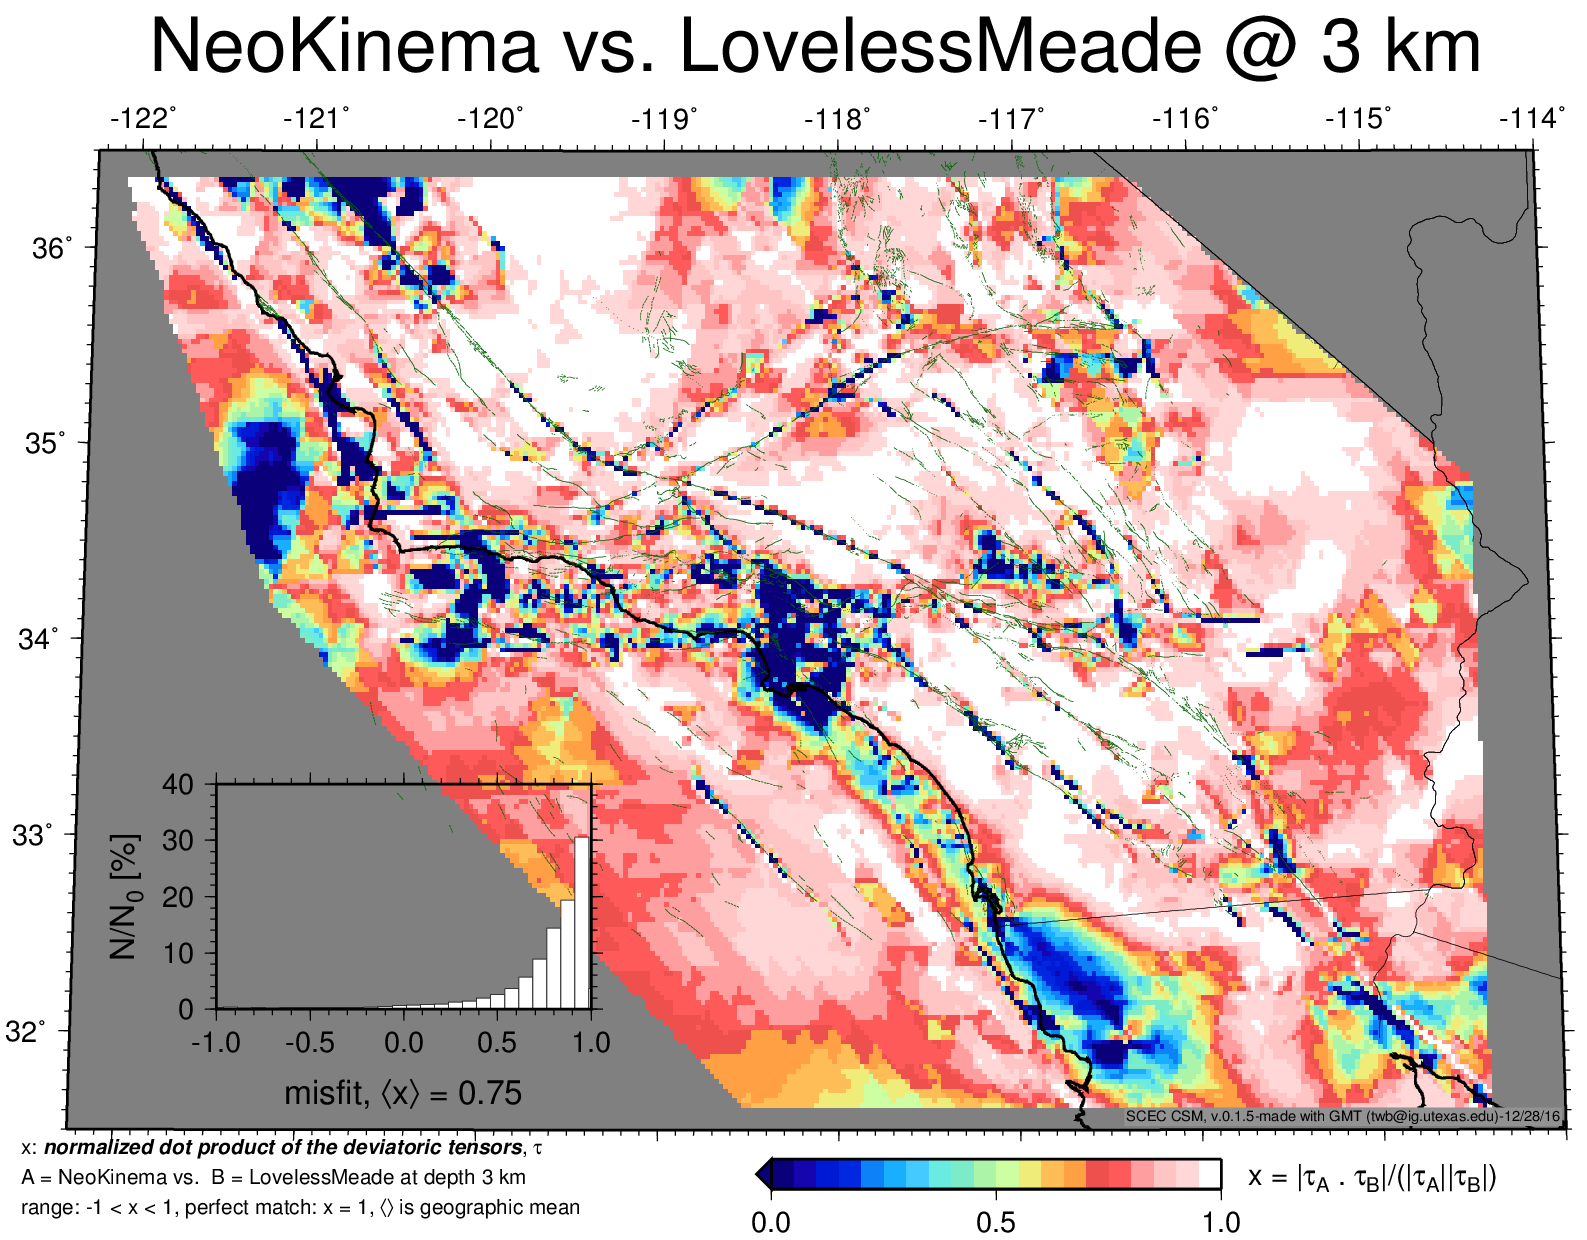 NeoKinema vs. LovelessMeade @ 3 km
-122˚ -121˚ -120˚ -119˚ -118˚ -117˚ -116˚ -115˚ -114˚
36˚
35˚
34˚
33˚
32˚
40
30
20
10
0
N/N0 [%]
-1.0 -0.5 0.0 0.5 1.0
misfit, ⟨x⟩ = 0.75
SCEC CSM, v.0.1.5-made with GMT (twb@ig.utexas.edu)-12/28/16
x: normalized dot product of the deviatoric tensors, τ
A = NeoKinema vs. B = LovelessMeade at depth 3 km
range: -1 < x < 1, perfect match: x = 1, ⟨⟩ is geographic mean
x = |τA . τB|/(|τA||τB|)
0.0 0.5 1.0